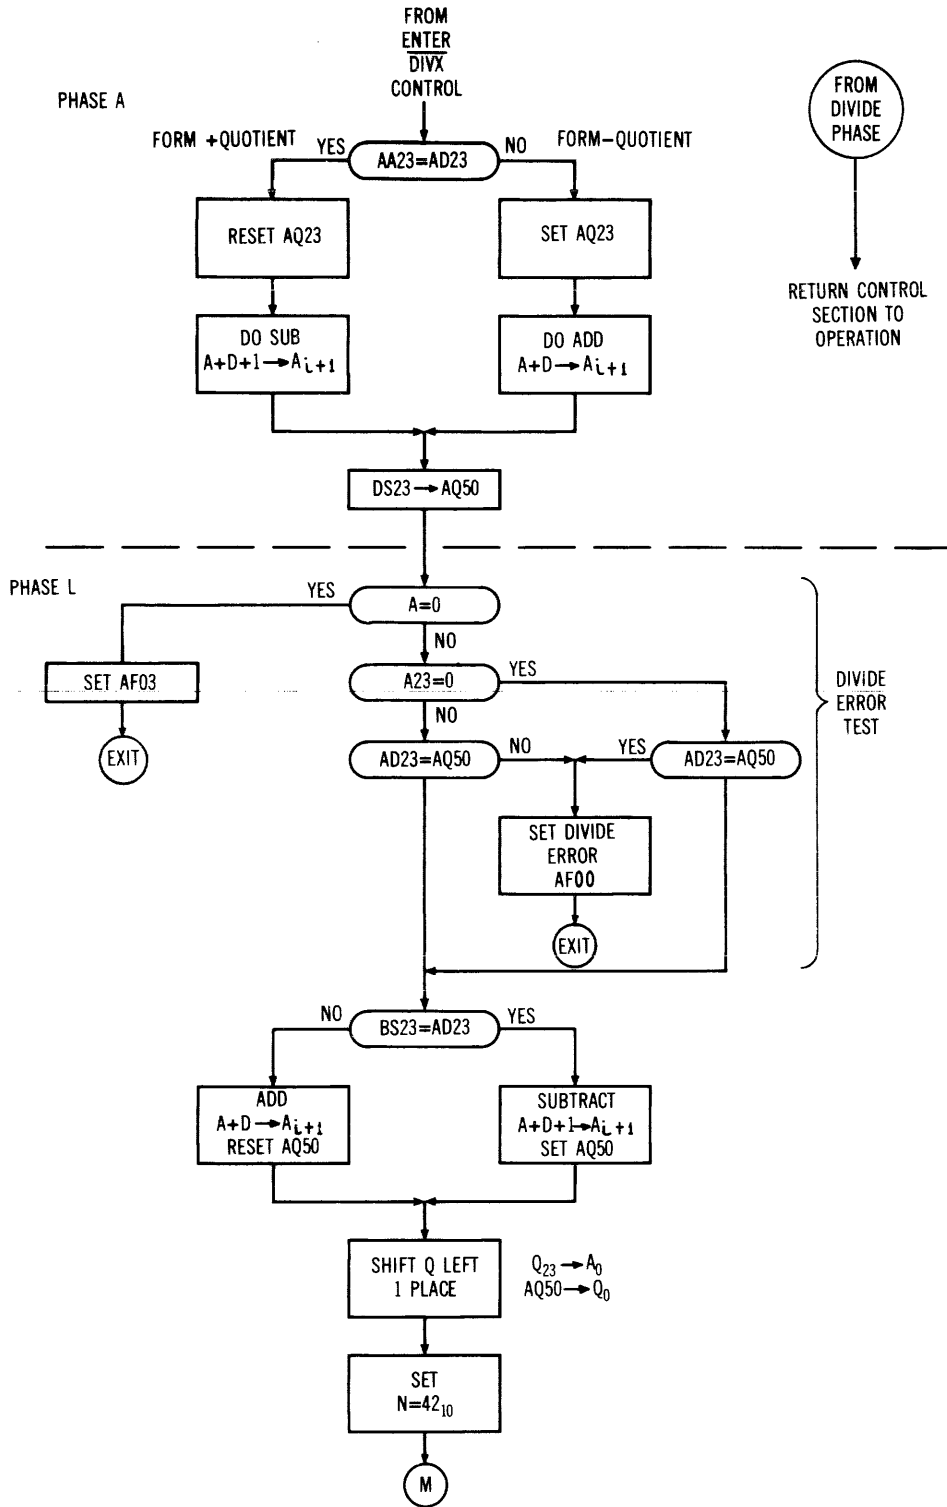 FROM
ENTER
DIVX
CONTROL
PHASE A
FROM
DIVIDE
PHASE
FORM +QUOTIENT
YES
AA23=AD23
NO
FORM-QUOTIENT
RESET AQ23
SET AQ23
RETURN CONTROL
SECTION TO
OPERATION
DO SUB
A+D+1→Ai+1
DO ADD
A+D→Ai+1
DS23→AQ50
PHASE L
YES
A=0
NO
SET AF03
EXIT
A23=0
YES
NO
DIVIDE
ERROR
TEST
AD23=AQ50
NO
YES
AD23=AQ50
SET DIVIDE
ERROR
AF00
EXIT
NO
BS23=AD23
YES
ADD
A+D→Ai+1
RESET AQ50
SUBTRACT
A+D+1→Ai+1
SET AQ50
SHIFT Q LEFT
1 PLACE
Q23→A0
AQ50→Q0
SET
N=4210
M